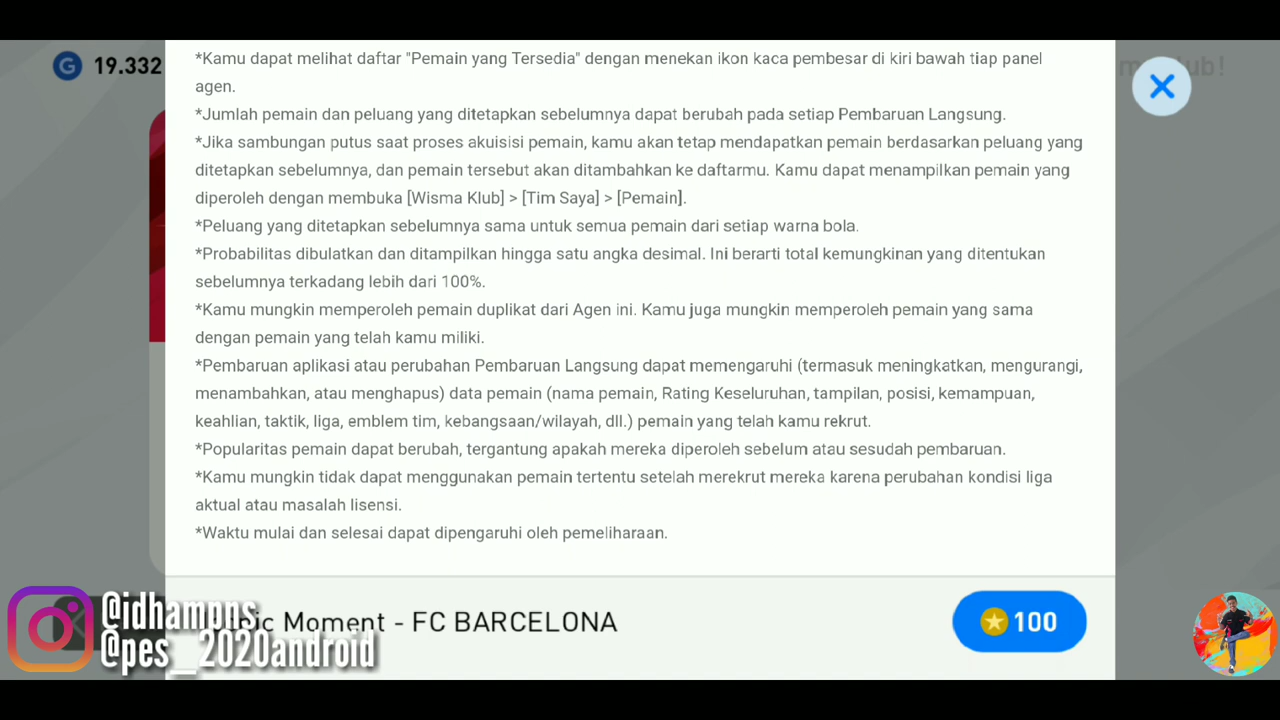 G 19.332
*Kamu dapat melihat daftar "Pemain yang Tersedia" dengan menekan ikon kaca pembesar di kiri bawah tiap panel
agen.
*Jumlah pemain dan peluang yang ditetapkan sebelumnya dapat berubah pada setiap Pembaruan Langsung.
*Jika sambungan putus saat proses akuisisi pemain, kamu akan tetap mendapatkan pemain berdasarkan peluang yang
ditetapkan sebelumnya, dan pemain tersebut akan ditambahkan ke daftarmu. Kamu dapat menampilkan pemain yang
diperoleh dengan membuka [Wisma Klub] > [Tim Saya] > [Pemain].
*Peluang yang ditetapkan sebelumnya sama untuk semua pemain dari setiap warna bola.
*Probabilitas dibulatkan dan ditampilkan hingga satu angka desimal. Ini berarti total kemungkinan yang ditentukan
sebelumnya terkadang lebih dari 100%.
*Kamu mungkin memperoleh pemain duplikat dari Agen ini. Kamu juga mungkin memperoleh pemain yang sama
dengan pemain yang telah kamu miliki.
*Pembaruan aplikasi atau perubahan Pembaruan Langsung dapat memengaruhi (termasuk meningkatkan, mengurangi,
menambahkan, atau menghapus) data pemain (nama pemain, Rating Keseluruhan, tampilan, posisi, kemampuan,
keahlian, taktik, liga, emblem tim, kebangsaan/wilayah, dll.) pemain yang telah kamu rekrut.
*Popularitas pemain dapat berubah, tergantung apakah mereka diperoleh sebelum atau sesudah pembaruan.
*Kamu mungkin tidak dapat menggunakan pemain tertentu setelah merekrut mereka karena perubahan kondisi liga
aktual atau masalah lisensi.
*Waktu mulai dan selesai dapat dipengaruhi oleh pemeliharaan.
Moment - FC BARCELONA
100
@idhampns
@pes__2020android